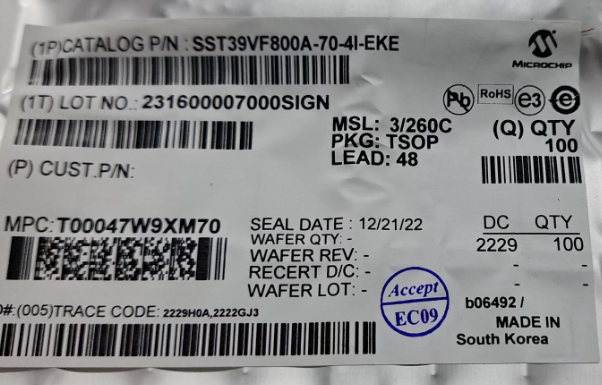 (1P)CATALOG P/N : SST39VF800A-70-4I-EKE
MICROCHIP
(1T) LOT NO.: 231600007000SIGN
Pb RoHS e3 e
MSL: 3/260C
PKG: TSOP
LEAD: 48
(Q) QTY
100
(P) CUST.P/N:
MPC: T00047W9XM70
SEAL DATE : 12/21/22
WAFER QTY: -
WAFER REV: -
RECERT D/C: -
WAFER LOT: -
DC QTY
2229 100
- -
- -
Accept
EC09
b06492 /
MADE IN
South Korea
#:(005)TRACE CODE: 2229H0A,2222GJ3